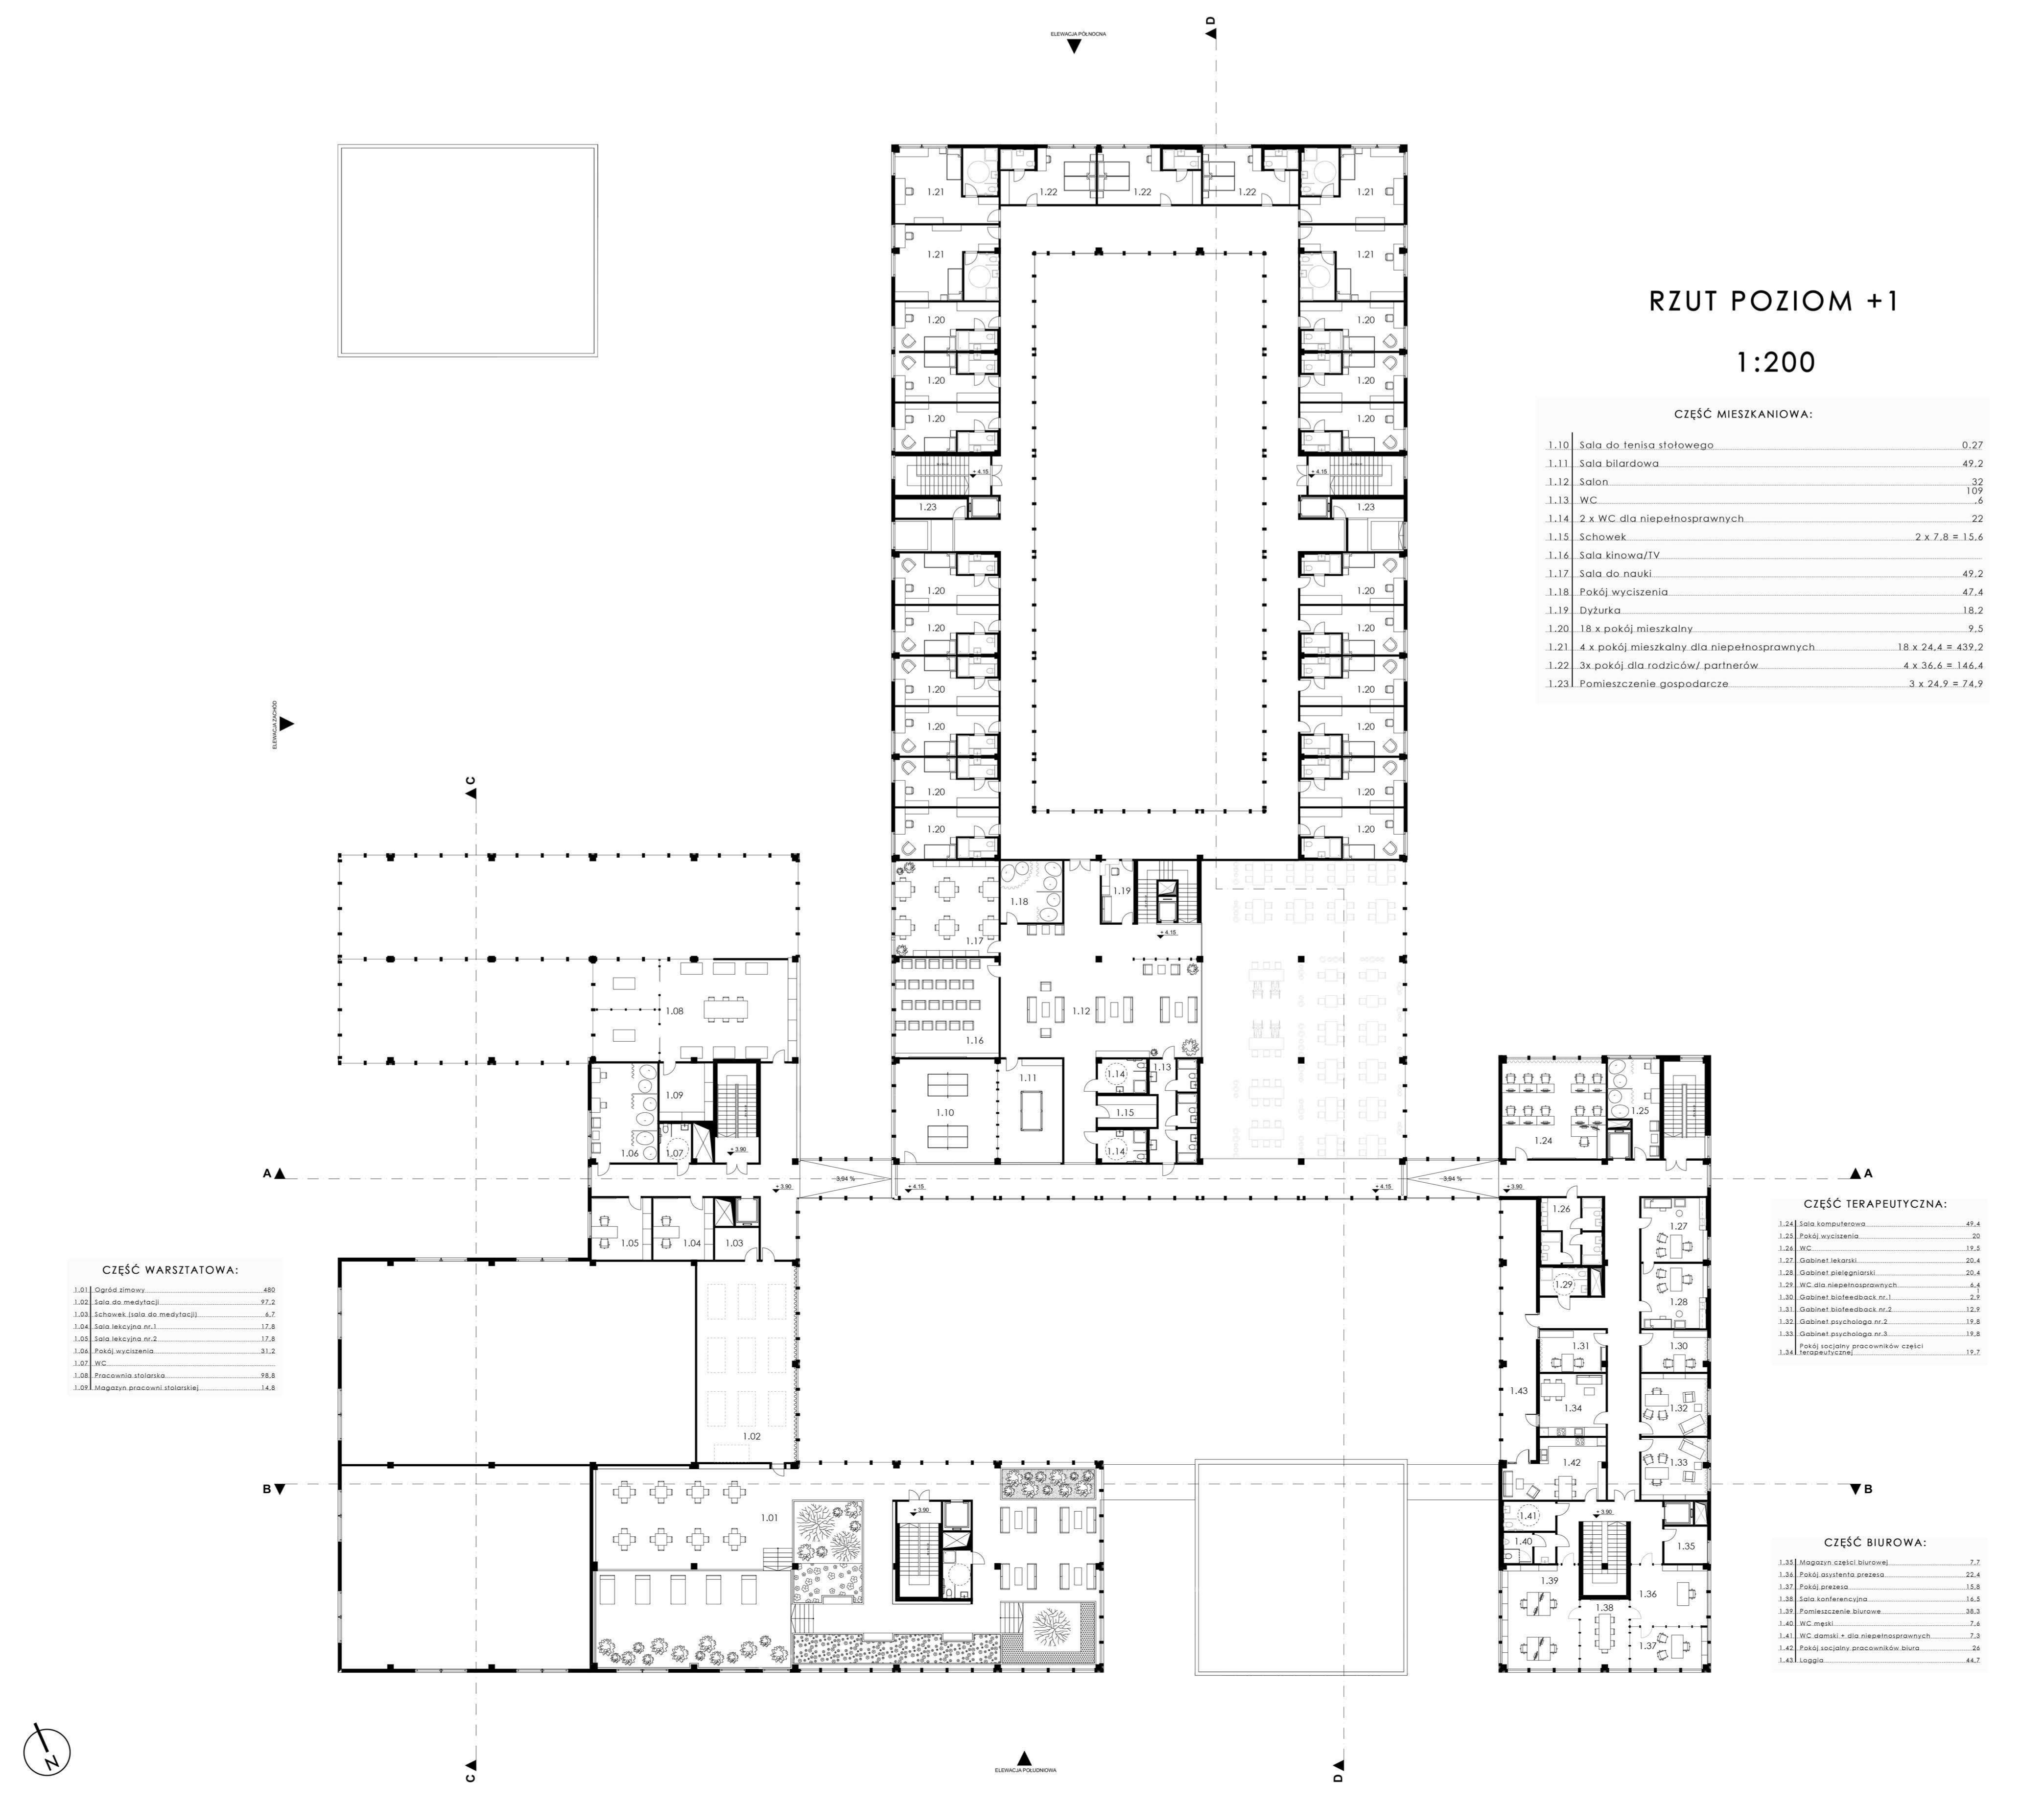 ELEWACJA PÓŁNOCNA
D
1.21 1.22 1.22 1.22 1.21
1.21 1.21
RZUT POZIOM +1
1:200
1.20 1.20
1.20 1.20
1.20 1.20
+ 4.15 + 4.15
1.23 1.23
1.20 1.20
1.20 1.20
1.20 1.20
1.20 1.20
1.20 1.20
1.20 1.20
CZĘŚĆ MIESZKANIOWA:
1.10 Sala do tenisa stołowego 0.27
1.11 Sala bilardowa 49,2
1.12 Salon 32
109
1.13 WC ,6
1.14 2 x WC dla niepełnosprawnych 22
1.15 Schowek 2 x 7,8 = 15,6
1.16 Sala kinowa/TV
1.17 Sala do nauki 49,2
1.18 Pokój wyciszenia 47,4
1.19 Dyżurka 18,2
1.20 18 x pokój mieszkalny 9,5
1.21 4 x pokój mieszkalny dla niepełnosprawnych 18 x 24,4 = 439,2
1.22 3x pokój dla rodziców/ partnerów 4 x 36,6 = 146,4
1.23 Pomieszczenie gospodarcze 3 x 24,9 = 74,9
ELEWACJA ZACHÓD
C
1.18 1.19
1.17 + 4.15
1.08 1.12
1.16
1.09 1.11 1.14 1.13
1.10 1.15
1.06 1.07 + 3.90 1.14
1.24 1.25
A + 3.90 3,94 % + 4.15 + 4.15 3,94 % + 3.90 A
1.05 1.04 1.03
1.26 1.27
1.29 1.28
1.31 1.30
1.43 1.34 1.32
1.02
1.42 1.33
CZĘŚĆ TERAPEUTYCZNA:
1.24 Sala komputerowa 49,4
1.25 Pokój wyciszenia 20
1.26 WC 19,5
1.27 Gabinet lekarski 20,4
1.28 Gabinet pielęgniarski 20,4
1.29 WC dla niepełnosprawnych 6,4
1
1.30 Gabinet biofeedback nr.1 2,9
1.31 Gabinet biofeedback nr.2 12,9
1.32 Gabinet psychologa nr.2 19,8
1.33 Gabinet psychologa nr.3 19,8
Pokój socjalny pracowników części
1.34 terapeutycznej 19,7
CZĘŚĆ WARSZTATOWA:
1.01 Ogród zimowy 480
1.02 Sala do medytacji 97,2
1.03 Schowek (sala do medytacji) 6,7
1.04 Sala lekcyjna nr.1 17,8
1.05 Sala lekcyjna nr.2 17,8
1.06 Pokój wyciszenia 31,2
1.07 WC
1.08 Pracownia stolarska 98,8
1.09 Magazyn pracowni stolarskiej 14,8
B B
1.01 + 3.90 1.41 + 3.90
1.40 1.35
1.39 1.36
1.38
1.37
CZĘŚĆ BIUROWA:
1.35 Magazyn części biurowej 7,7
1.36 Pokój asystenta prezesa 22,4
1.37 Pokój prezesa 15,8
1.38 Sala konferencyjna 16,5
1.39 Pomieszczenie biurowe 38,3
1.40 WC męski 7,6
1.41 WC damski + dla niepełnosprawnych 7,3
1.42 Pokój socjalny pracowników biura 26
1.43 Loggia 44,7
N
C
ELEWACJA POŁUDNIOWA
D